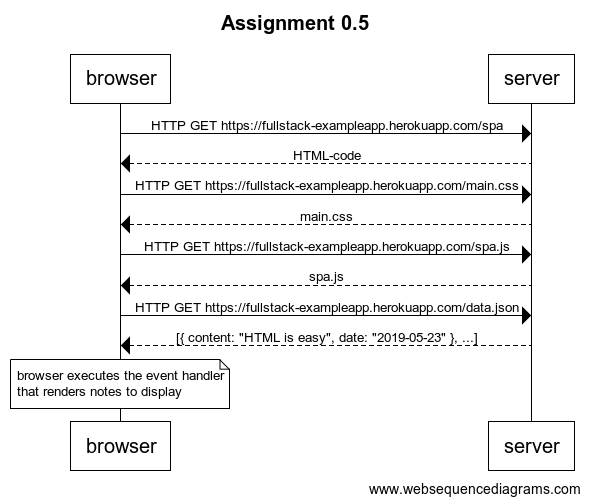 Assignment 0.5
browser
server
HTTP GET https://fullstack-exampleapp.herokuapp.com/spa
HTML-code
HTTP GET https://fullstack-exampleapp.herokuapp.com/main.css
main.css
HTTP GET https://fullstack-exampleapp.herokuapp.com/spa.js
spa.js
HTTP GET https://fullstack-exampleapp.herokuapp.com/data.json
[{ content: "HTML is easy", date: "2019-05-23" }, ...]
browser executes the event handler
that renders notes to display
browser
server
www.websequencediagrams.com